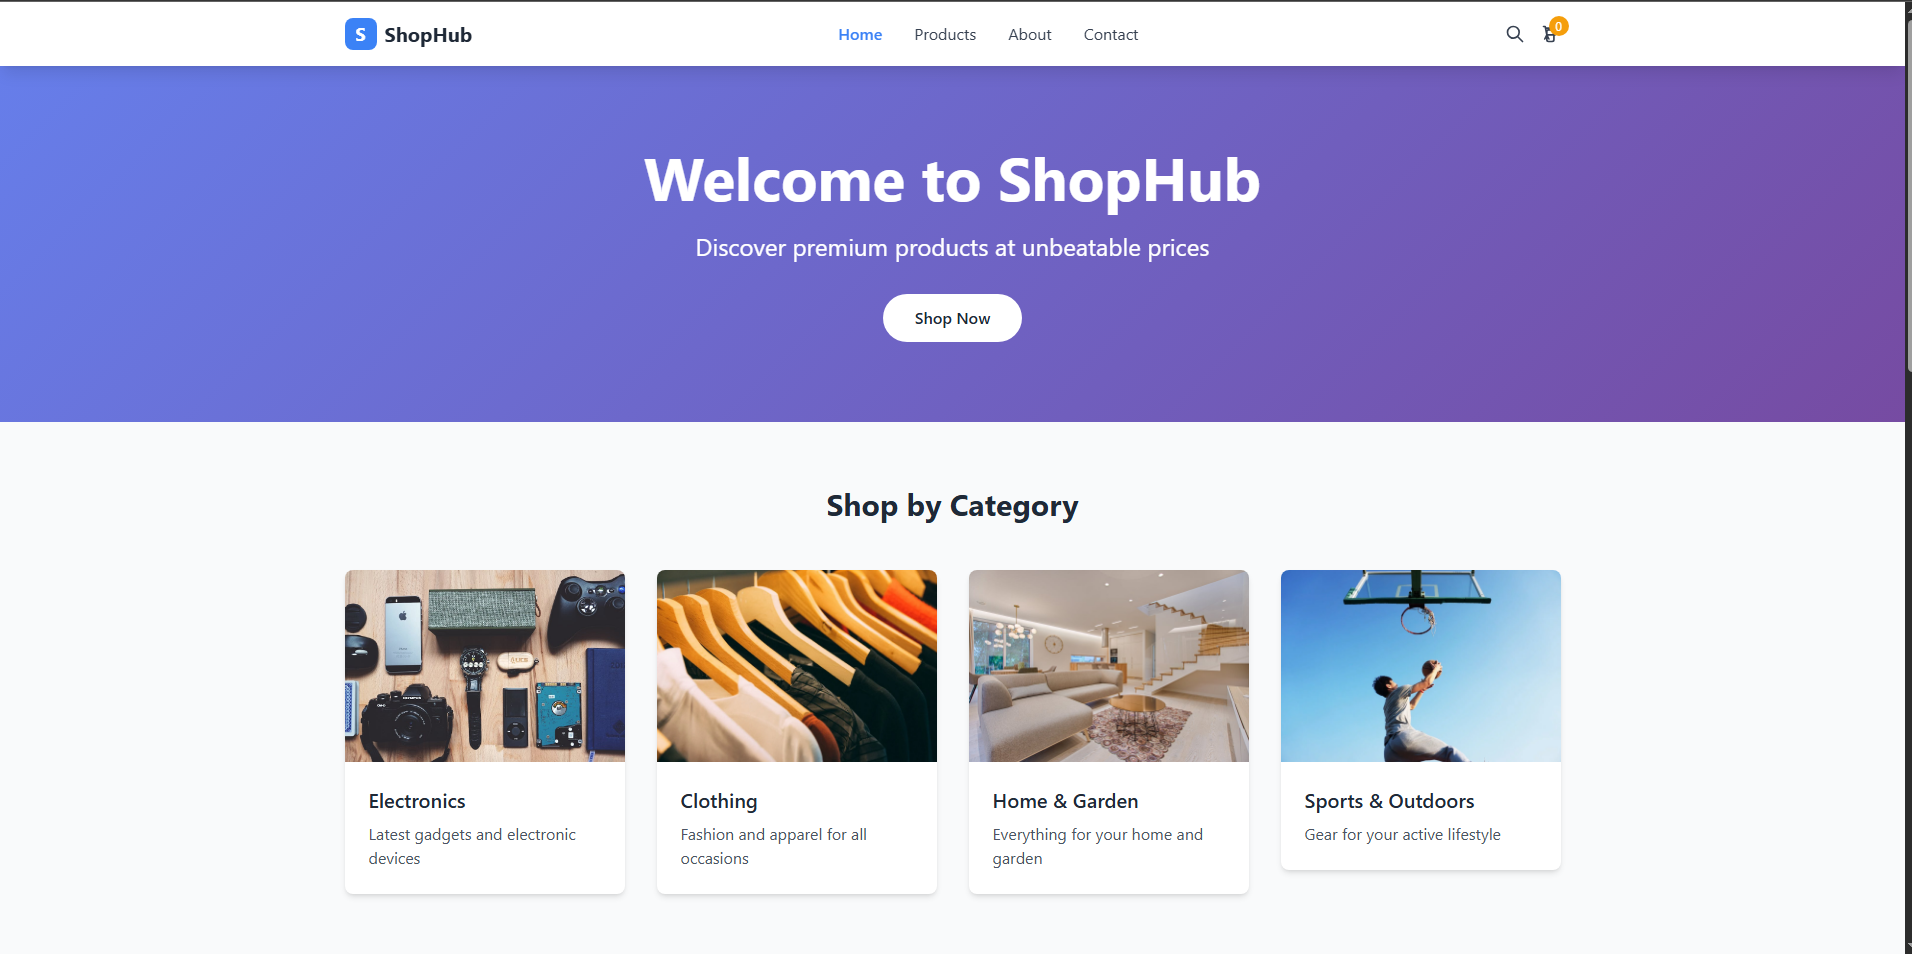 S ShopHub
Home Products About Contact
0
Welcome to ShopHub
Discover premium products at unbeatable prices
Shop Now
Shop by Category
Electronics
Latest gadgets and electronic
devices
Clothing
Fashion and apparel for all
occasions
Home & Garden
Everything for your home and
garden
Sports & Outdoors
Gear for your active lifestyle